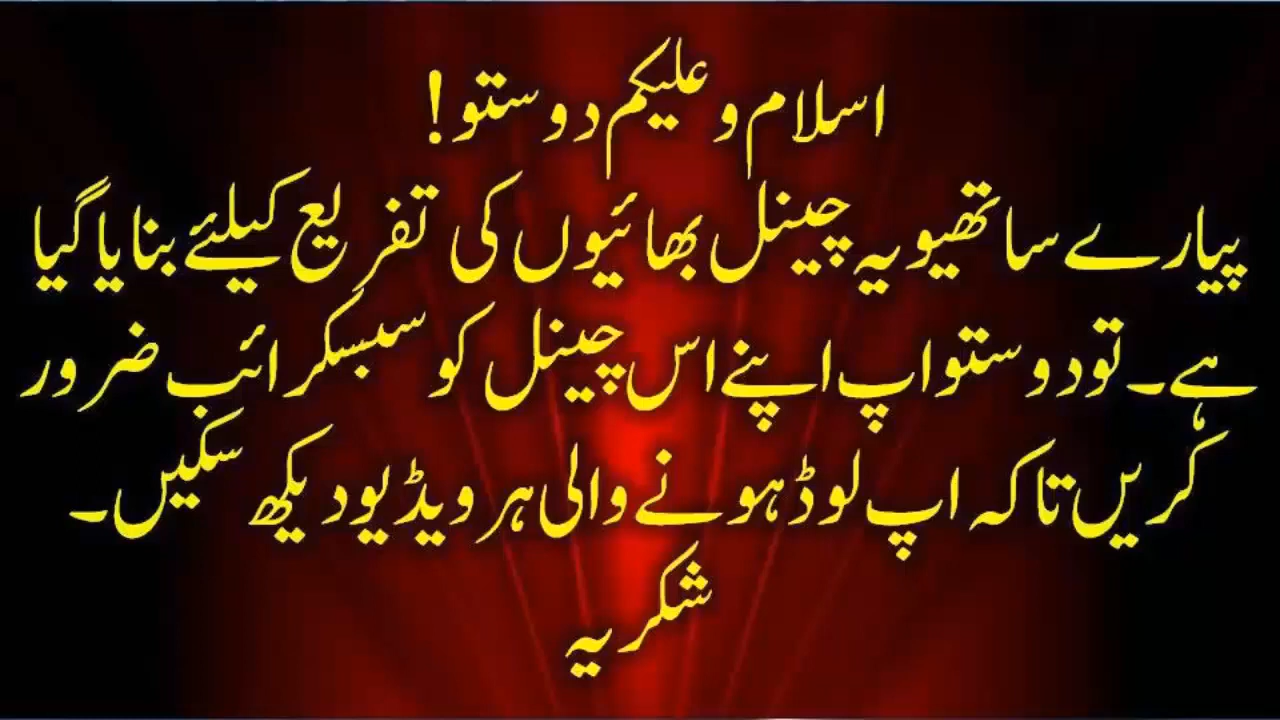 اسلام و علیکم دوستو!
پیارے ساتھیو یہ چینل بھائیوں کی تفریع کیلئے بنایا گیا
ہے۔ تو دوستو اپ اپنے اس چینل کو سبسکرائب ضرور
کریں تاکہ اپ لوڈ ہونے والی ہر ویڈیو دیکھ سکیں۔
شکریہ